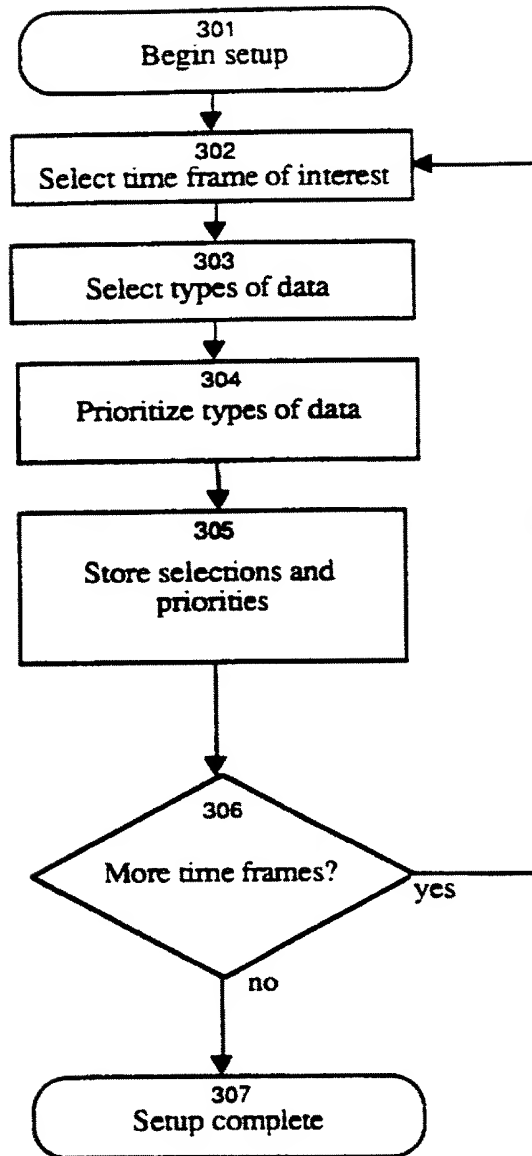 301
Begin setup
302
Select time frame of interest
303
Select types of data
304
Prioritize types of data
305
Store selections and
priorities
306
More time frames?
yes
no
307
Setup complete